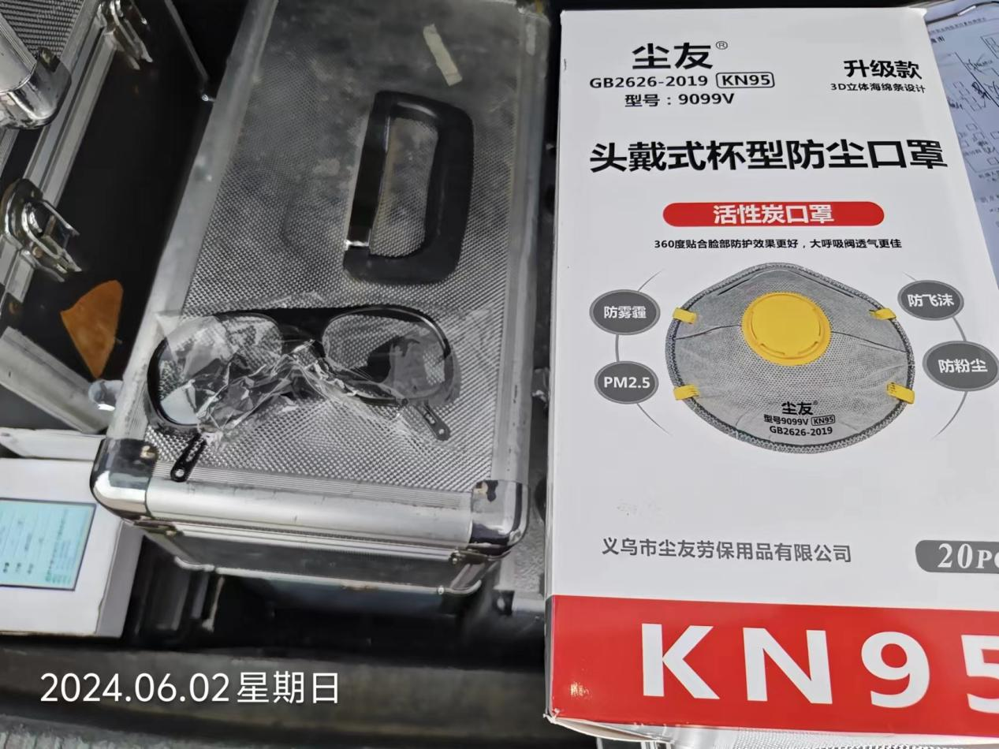 尘友®
GB2626-2019 KN95
型号：9099V
升级款
3D立体海绵条设计
头戴式杯型防尘口罩
活性炭口罩
360度贴合脸部防护效果更好，大呼吸阀透气更佳
防雾霾
防飞沫
PM2.5
防粉尘
尘友®
型号9099V KN95
GB2626-2019
义乌市尘友劳保用品有限公司
20P
KN95
2024.06.02 星期日